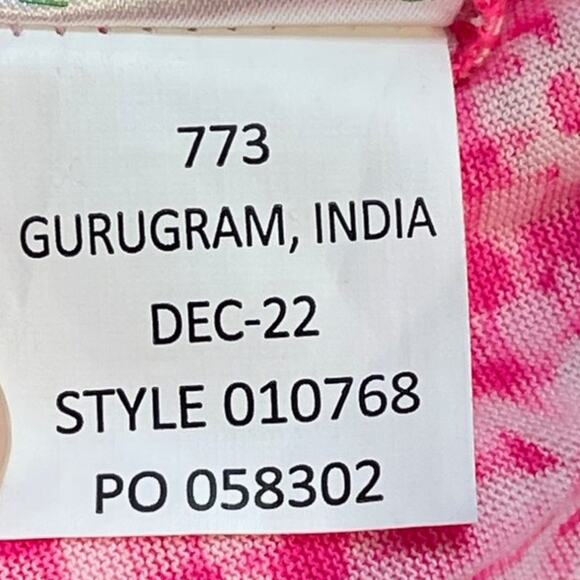 773
GURUGRAM, INDIA
DEC-22
STYLE 010768
PO 058302